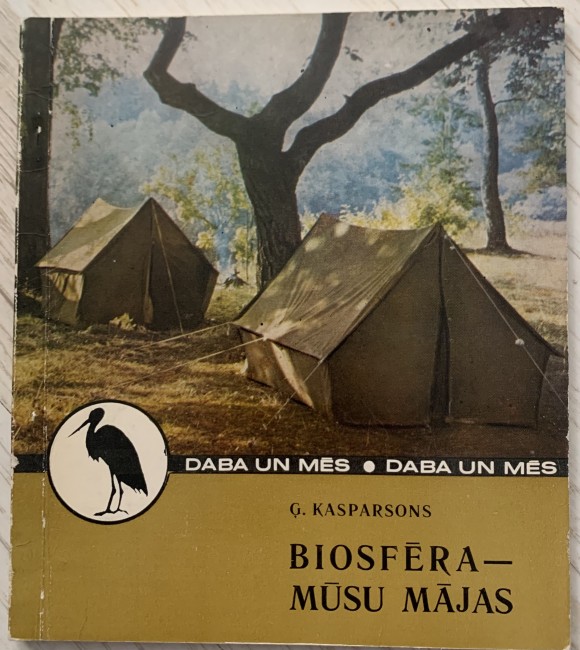 DABA UN MĒS ● DABA UN MĒS
Ģ. KASPARSONS
BIOSFĒRA—
MŪSU MĀJAS